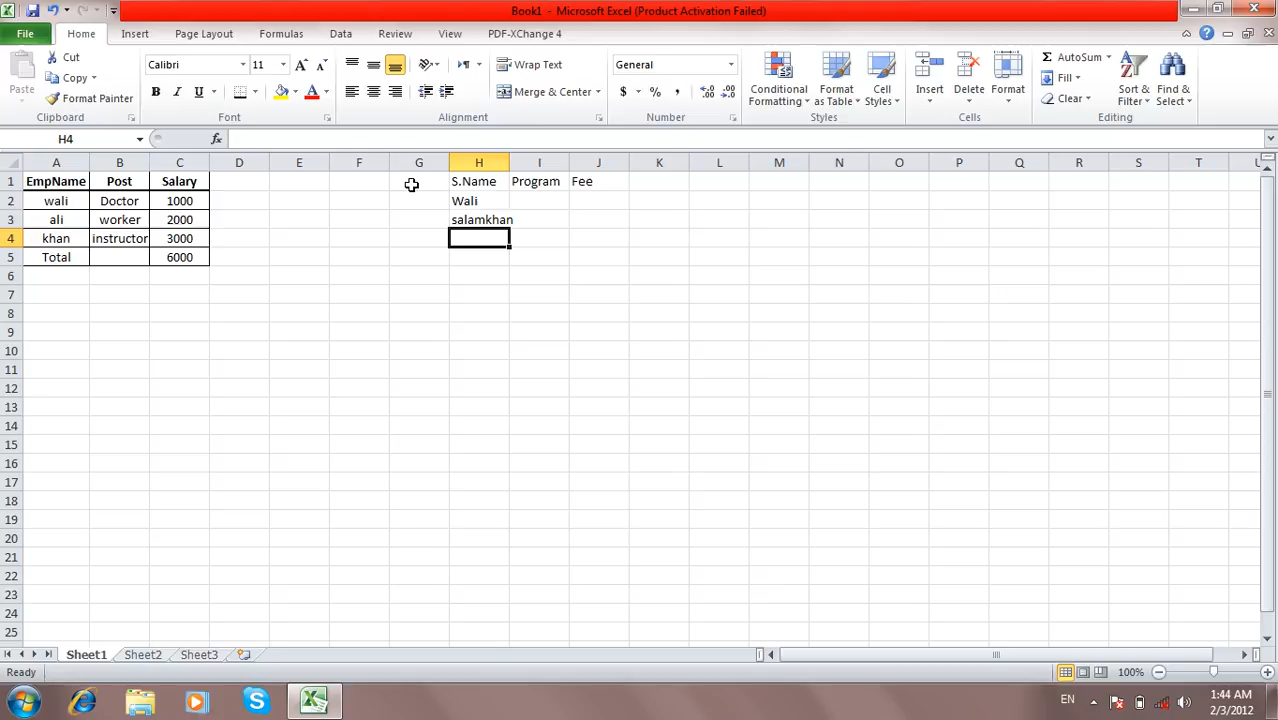 Book1 - Microsoft Excel (Product Activation Failed)
File Home Insert Page Layout Formulas Data Review View PDF-XChange 4
Paste Cut Copy Format Painter
Calibri 11 A A
B I U A
Wrap Text
Merge & Center
General
$ % , .00 .0
Conditional Formatting Format as Table Cell Styles
Insert Delete Format
Σ AutoSum Fill Clear
Sort & Filter Find & Select
Clipboard Font Alignment Number Styles Cells Editing
H4 fx
A B C D E F G H I J K L M N O P Q R S T U
1 EmpName Post Salary S.Name Program Fee
2 wali Doctor 1000 Wali
3 ali worker 2000 salamkhan
4 khan instructor 3000
5 Total 6000
6
7
8
9
10
11
12
13
14
15
16
17
18
19
20
21
22
23
24
25
Sheet1 Sheet2 Sheet3
Ready 100%
EN 1:44 AM
2/3/2012